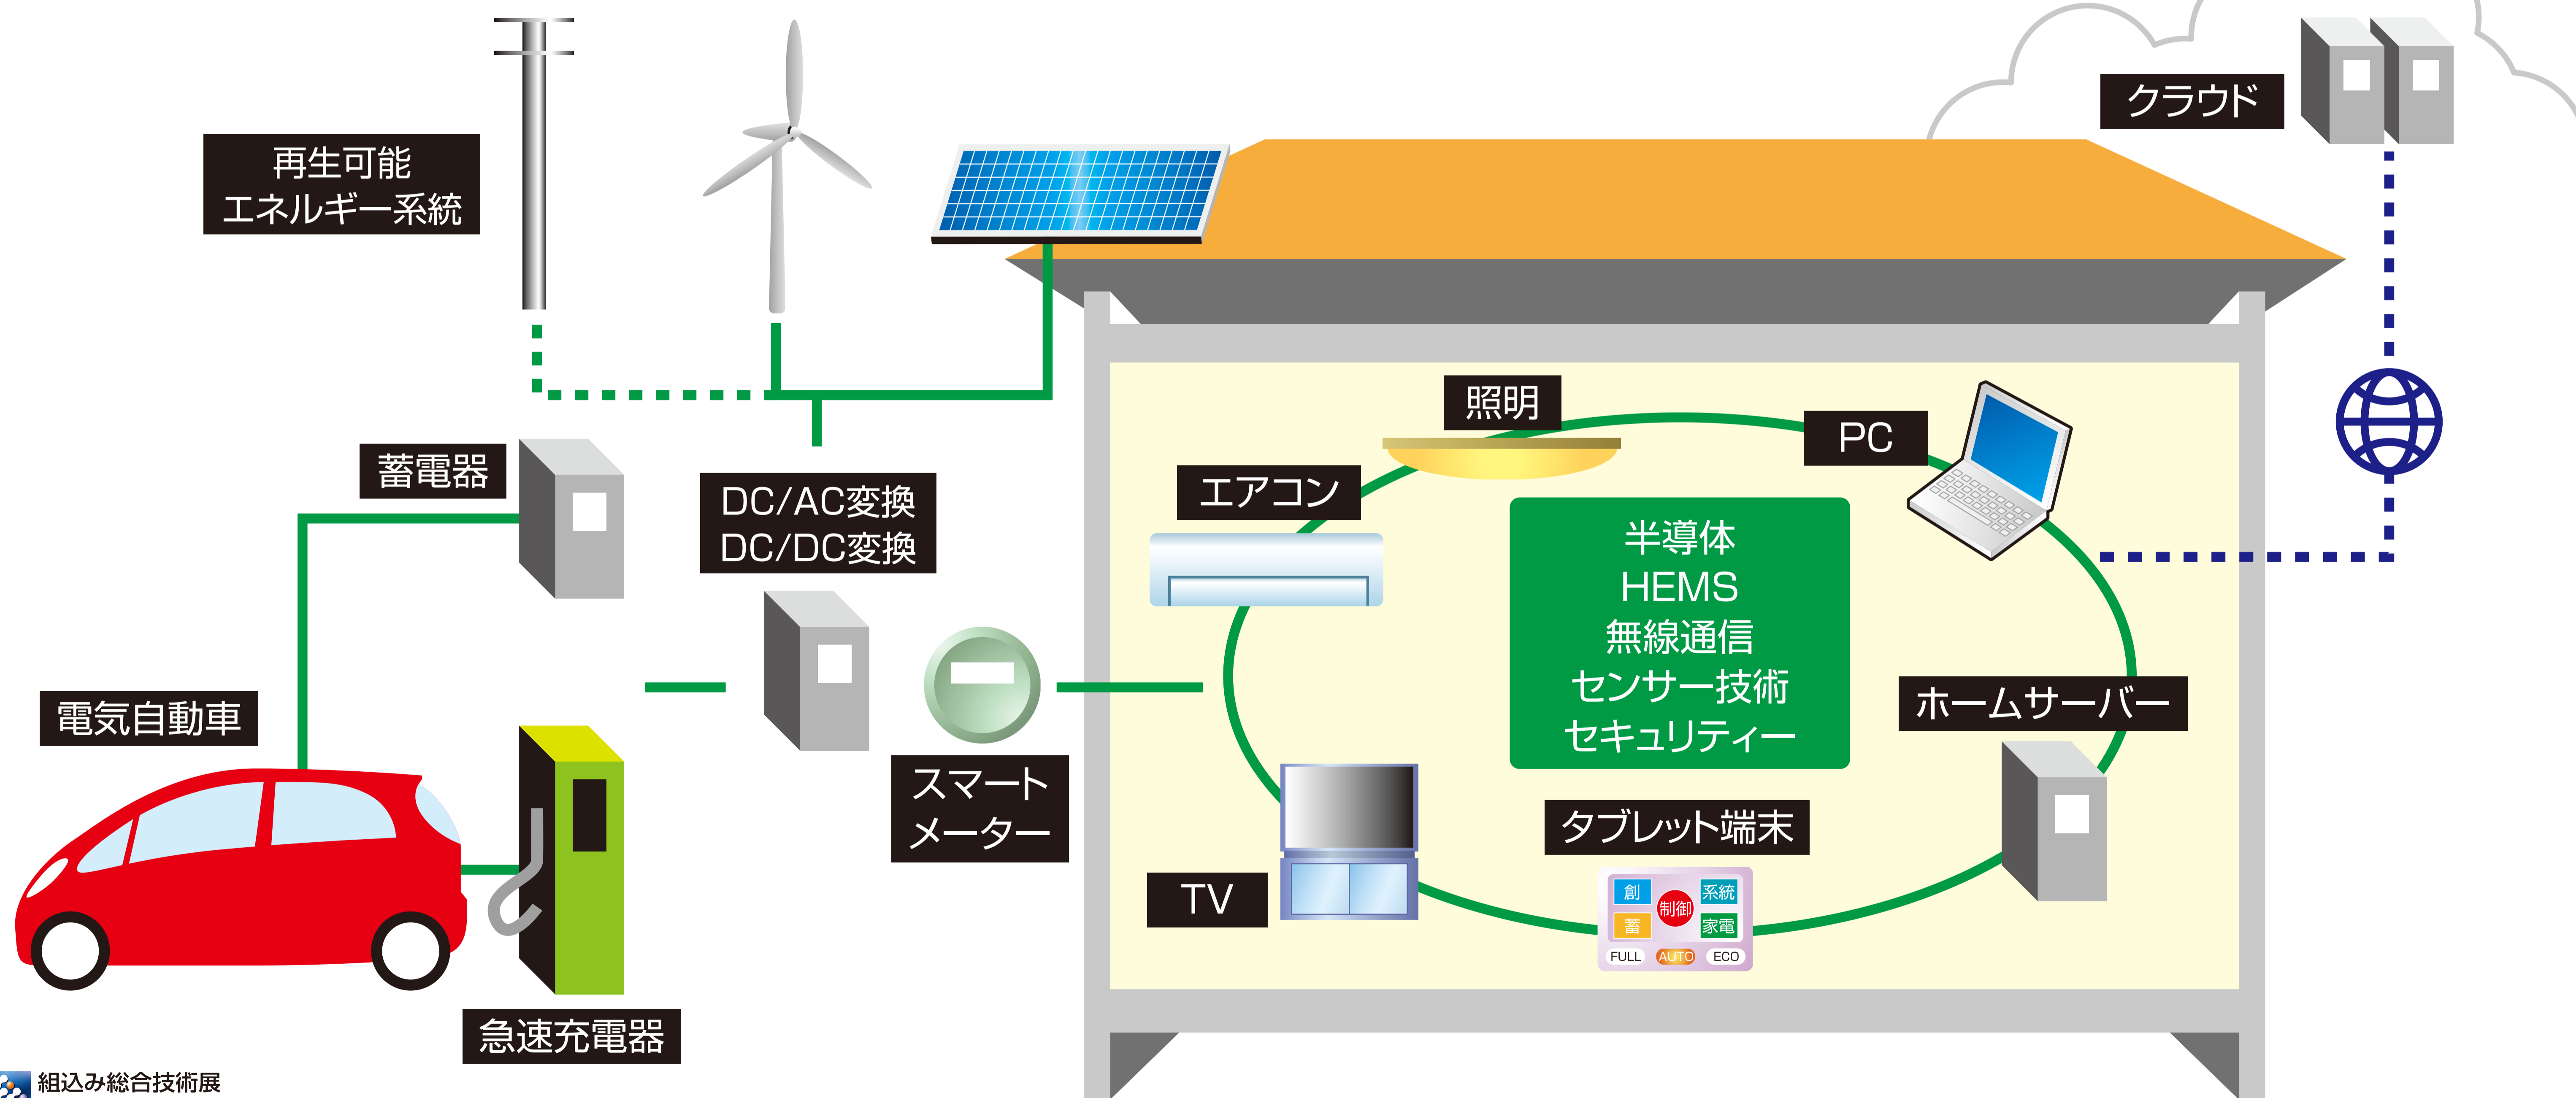 クラウド
再生可能
エネルギー系統
照明
PC
蓄電器
エアコン
DC/AC変換
DC/DC変換
半導体
HEMS
無線通信
センサー技術
セキュリティー
電気自動車
ホームサーバー
スマート
メーター
タブレット端末
TV
創
制御
系統
蓄
家電
FULL
AUTO
ECO
急速充電器
組込み総合技術展